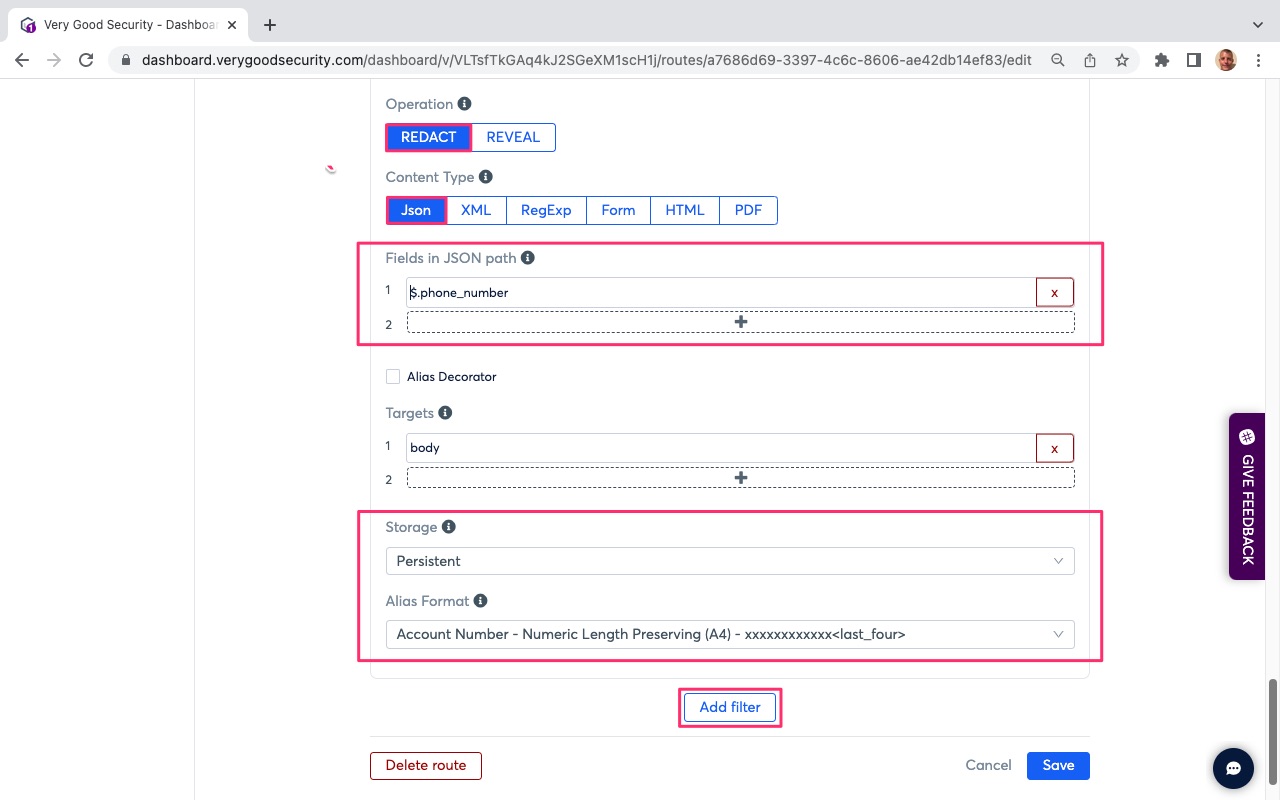 Very Good Security - Dashboar
dashboard.verygoodsecurity.com/dashboard/v/VLTsfTkGAq4kJ2SGeXM1scH1j/routes/a7686d69-3397-4c6c-8606-ae42db14ef83/edit
Operation
REDACT REVEAL
Content Type
Json XML RegExp Form HTML PDF
Fields in JSON path
1 $.phone_number x
2 +
Alias Decorator
Targets
1 body x
2 +
GIVE FEEDBACK
Storage
Persistent
Alias Format
Account Number - Numeric Length Preserving (A4) - xxxxxxxxxxxx<last_four>
Add filter
Delete route Cancel Save